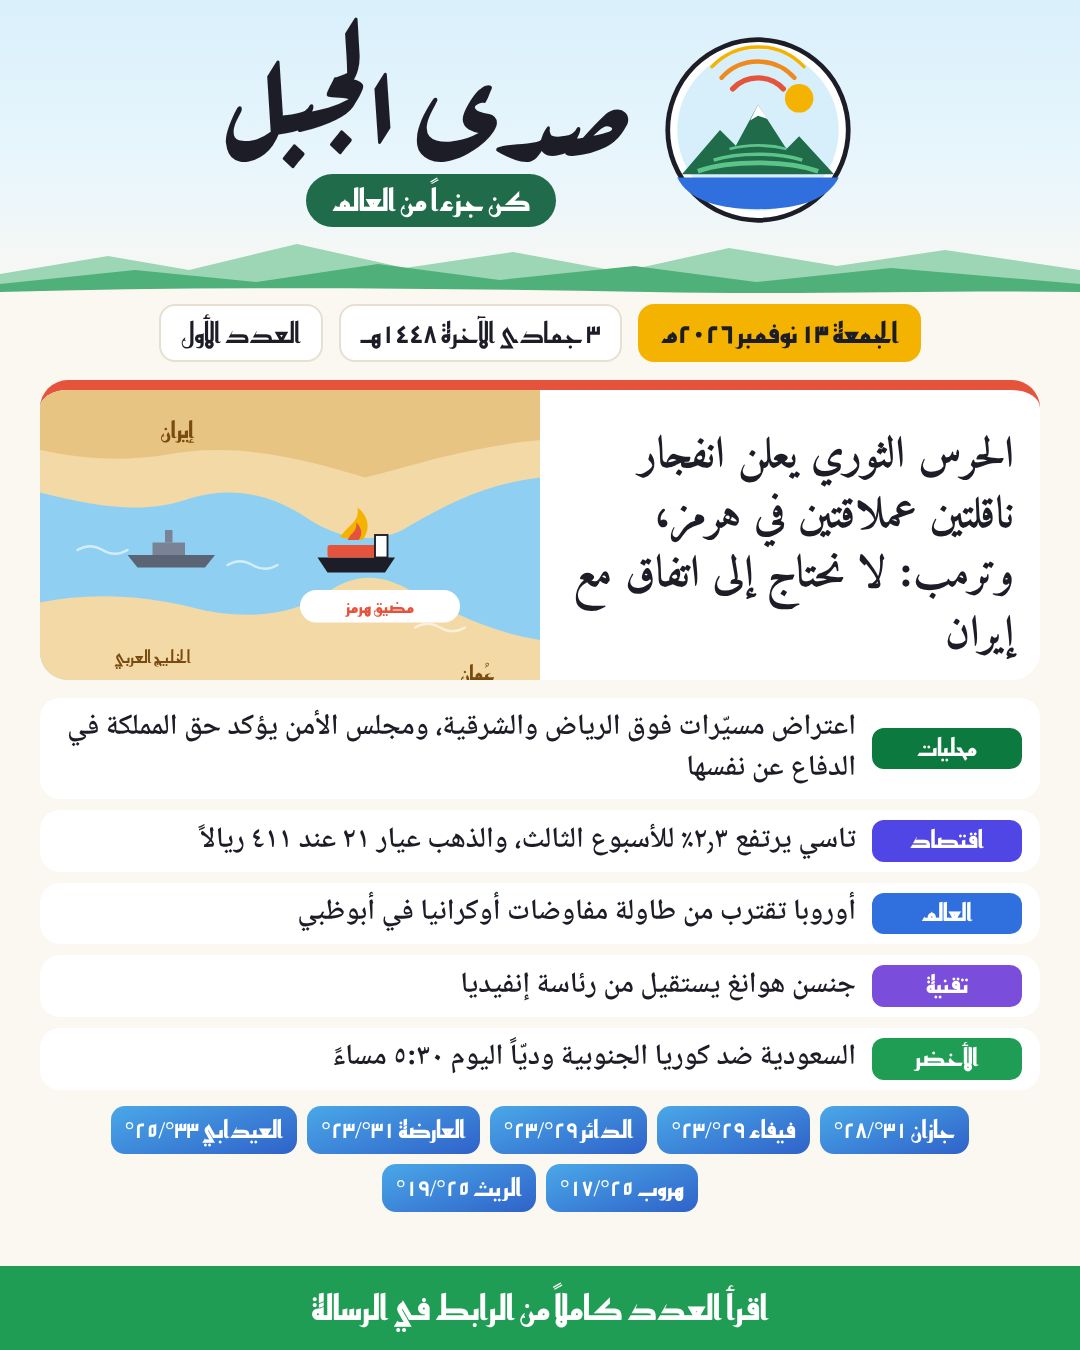 صدى الجبل
كن جزءاً من العالم
الجمعة ١٣ نوفمبر ٢٠٢٦م
٣ جمادى الآخرة ١٤٤٨هـ
العدد الأول
الحرس الثوري يعلن انفجار
ناقلتين عملاقتين في هرمز،
وترمب: لا نحتاج إلى اتفاق مع
إيران
إيران
مضيق هرمز
الخليج العربي
عُمان
محليات
اعتراض مسيّرات فوق الرياض والشرقية، ومجلس الأمن يؤكد حق المملكة في
الدفاع عن نفسها
اقتصاد
تاسي يرتفع ٢٫٣٪ للأسبوع الثالث، والذهب عيار ٢١ عند ٤١١ ريالاً
العالم
أوروبا تقترب من طاولة مفاوضات أوكرانيا في أبوظبي
تقنية
جنسن هوانغ يستقيل من رئاسة إنفيديا
الأخضر
السعودية ضد كوريا الجنوبية وديّاً اليوم ٥:٣٠ مساءً
جازان ٣١°/٢٨°
فيفاء ٢٩°/٢٣°
الدائر ٢٩°/٢٣°
العارضة ٣١°/٢٣°
العيدابي ٣٣°/٢٥°
هروب ٢٥°/١٧°
الريث ٢٥°/١٩°
اقرأ العدد كاملاً من الرابط في الرسالة